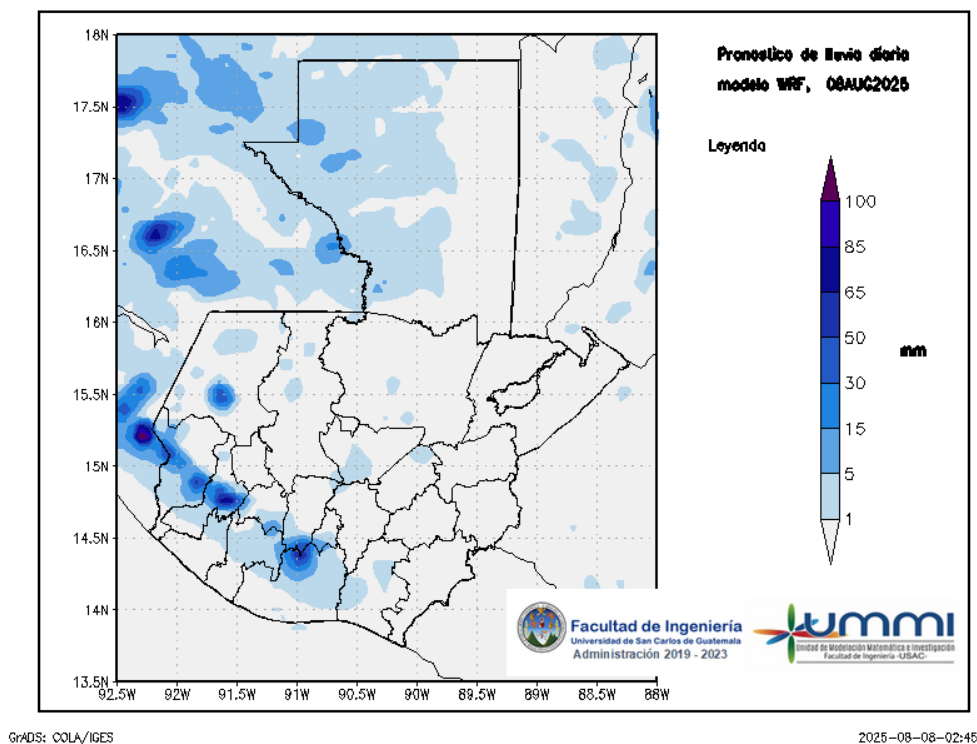 Pronostico de lluvia diaria
modelo WRF, 08AUG2025
Leyenda
100
85
65
50
30
15
5
1
mm
18N
17.5N
17N
16.5N
16N
15.5N
15N
14.5N
14N
13.5N
92.5W
92W
91.5W
91W
90.5W
90W
89.5W
89W
88.5W
88W
Facultad de Ingeniería
Universidad de San Carlos de Guatemala
Administración 2019 - 2023
UMMI
Unidad de Modelación Matemática e Investigación
Facultad de Ingeniería -USAC-
GrADS: COLA/IGES
2025-08-08-02:45